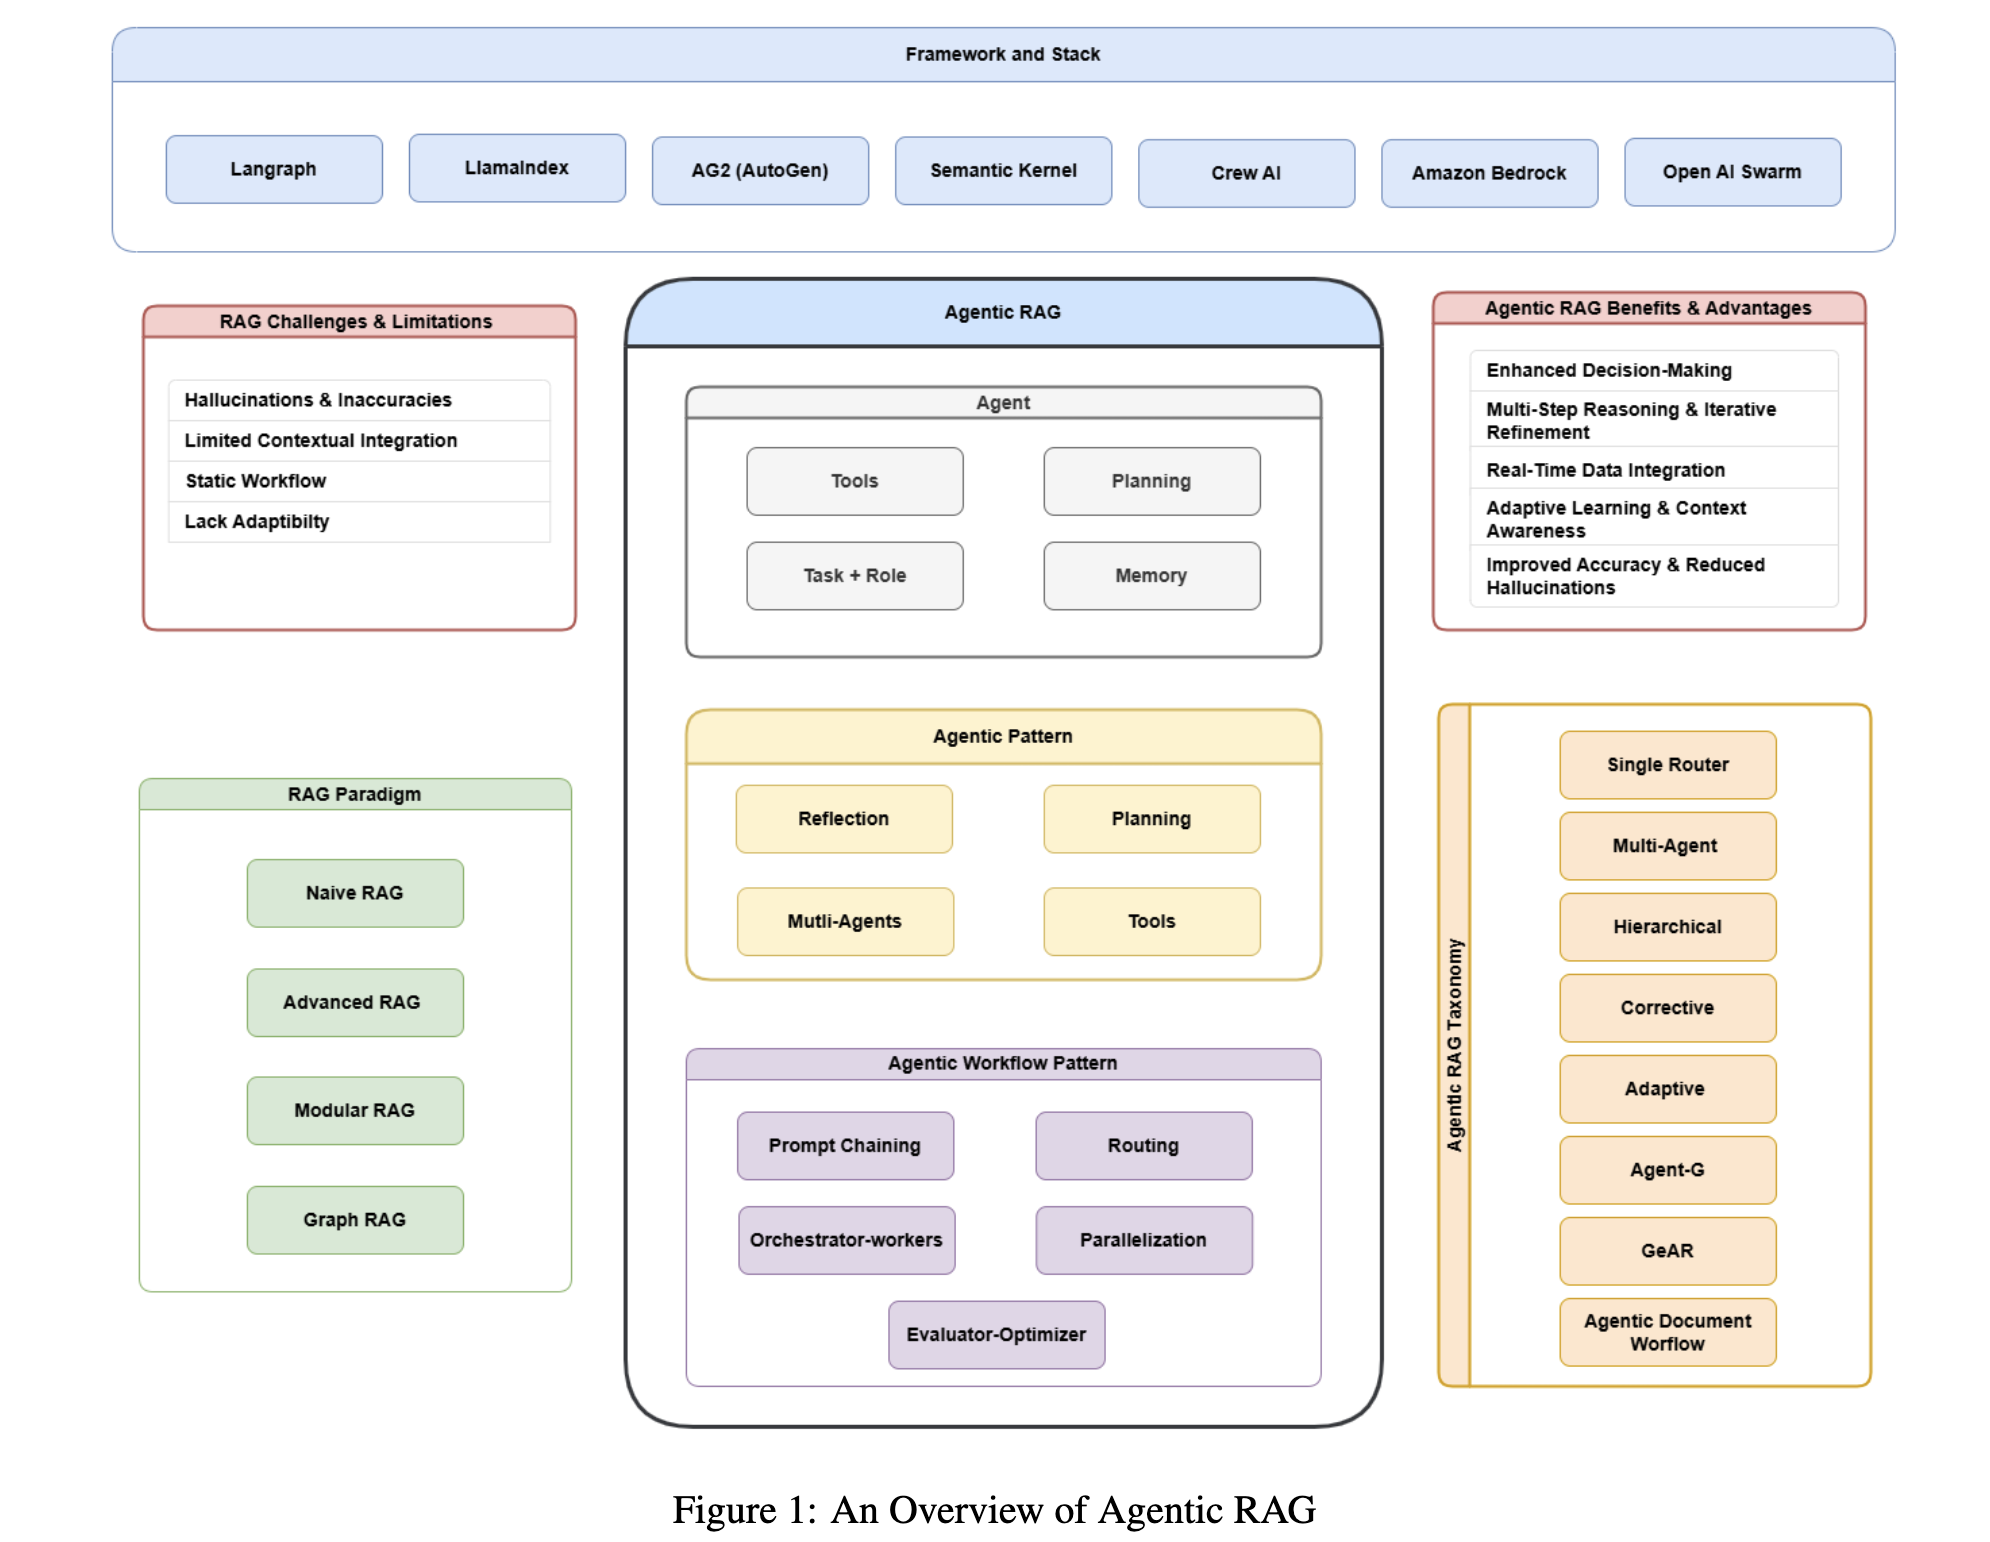 Framework and Stack
Langraph
LlamaIndex
AG2 (AutoGen)
Semantic Kernel
Crew AI
Amazon Bedrock
Open AI Swarm
RAG Challenges & Limitations
Hallucinations & Inaccuracies
Limited Contextual Integration
Static Workflow
Lack Adaptibilty
RAG Paradigm
Naive RAG
Advanced RAG
Modular RAG
Graph RAG
Agentic RAG
Agent
Tools
Planning
Task + Role
Memory
Agentic Pattern
Reflection
Planning
Mutli-Agents
Tools
Agentic Workflow Pattern
Prompt Chaining
Routing
Orchestrator-workers
Parallelization
Evaluator-Optimizer
Agentic RAG Benefits & Advantages
Enhanced Decision-Making
Multi-Step Reasoning & Iterative
Refinement
Real-Time Data Integration
Adaptive Learning & Context
Awareness
Improved Accuracy & Reduced
Hallucinations
Agentic RAG Taxonomy
Single Router
Multi-Agent
Hierarchical
Corrective
Adaptive
Agent-G
GeAR
Agentic Document
Worflow
Figure 1: An Overview of Agentic RAG